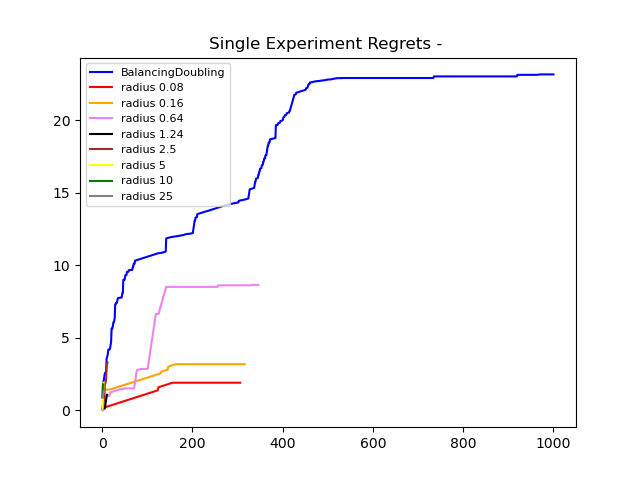 Single Experiment Regrets -
BalancingDoubling
radius 0.08
radius 0.16
radius 0.64
radius 1.24
radius 2.5
radius 5
radius 10
radius 25
20
15
10
5
0
0 200 400 600 800 1000